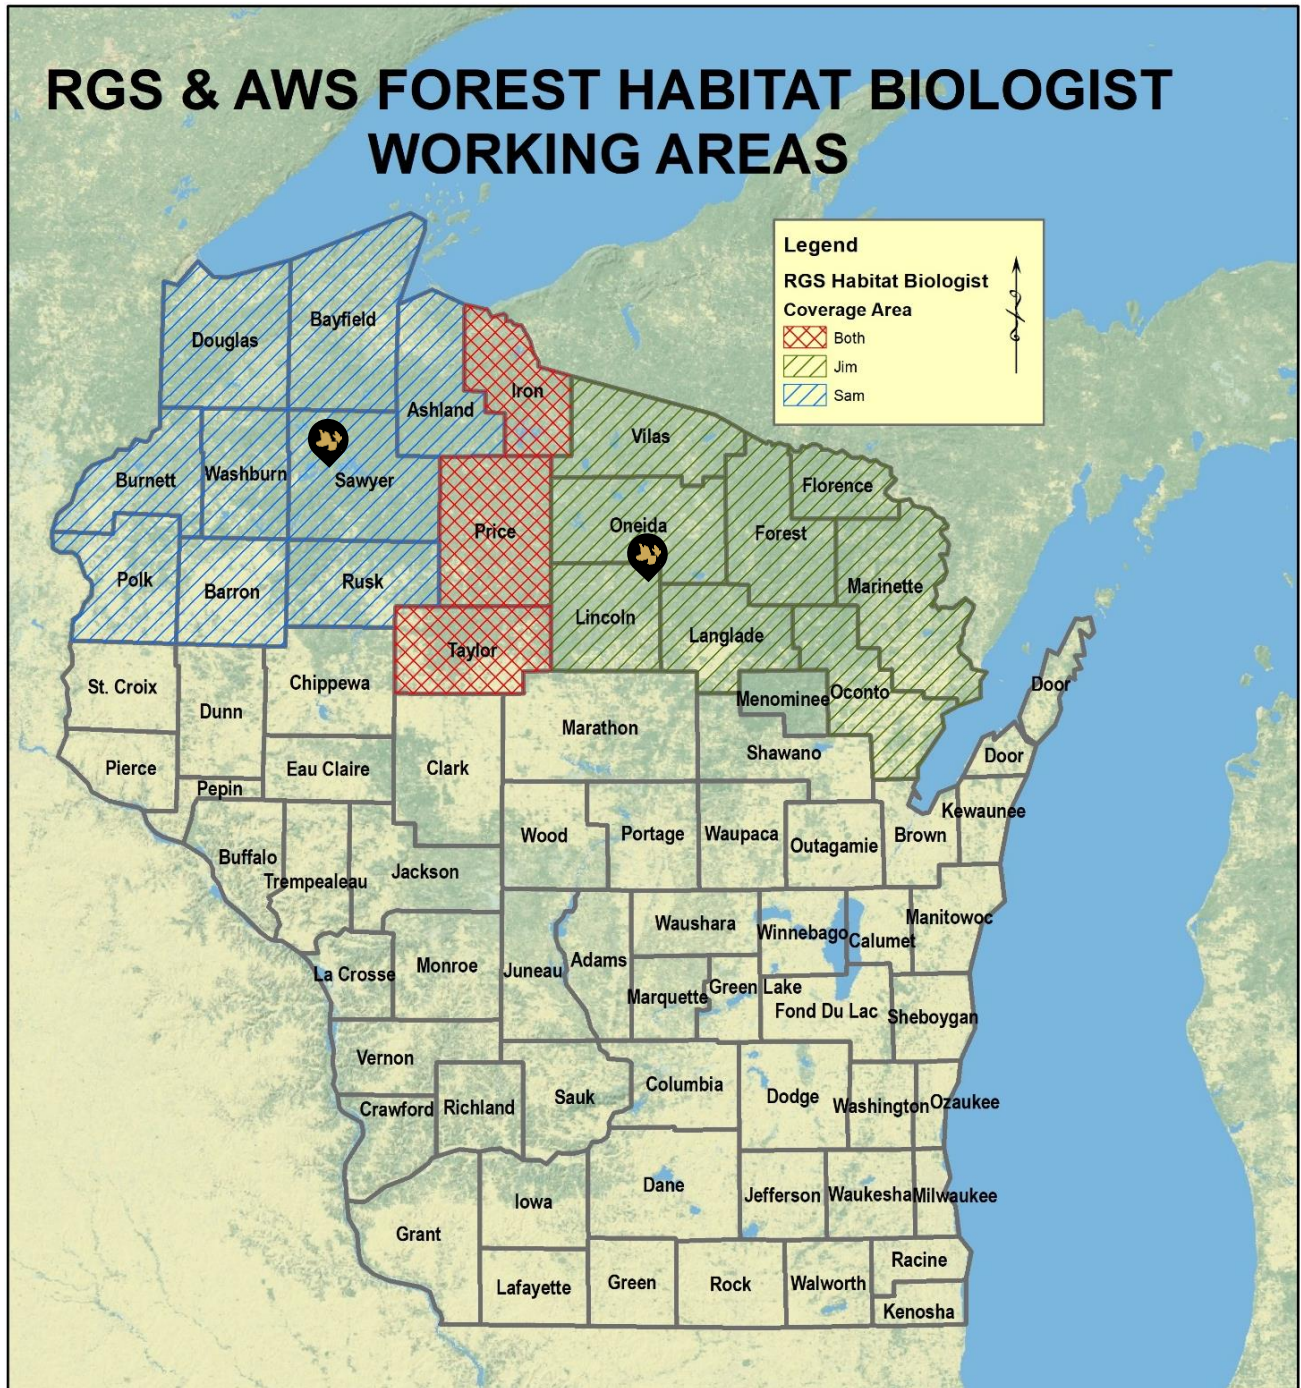 RGS & AWS FOREST HABITAT BIOLOGIST
WORKING AREAS
Legend
RGS Habitat Biologist
Coverage Area
Both
Jim
Sam
Bayfield
Douglas
Iron
Ashland
Vilas
Burnett
Washburn
Sawyer
Florence
Price
Oneida
Forest
Polk
Barron
Rusk
Marinette
Lincoln
Langlade
Taylor
St. Croix
Chippewa
Menominee
Oconto
Door
Dunn
Marathon
Shawano
Door
Pierce
Eau Claire
Clark
Pepin
Kewaunee
Wood
Portage
Waupaca
Outagamie
Brown
Buffalo
Trempealeau
Jackson
Waushara
Winnebago
Calumet
Manitowoc
La Crosse
Monroe
Juneau
Adams
Marquette
Green Lake
Fond Du Lac
Sheboygan
Vernon
Columbia
Crawford
Richland
Sauk
Dodge
Washington
Ozaukee
Iowa
Dane
Jefferson
Waukesha
Milwaukee
Grant
Lafayette
Green
Rock
Walworth
Racine
Kenosha